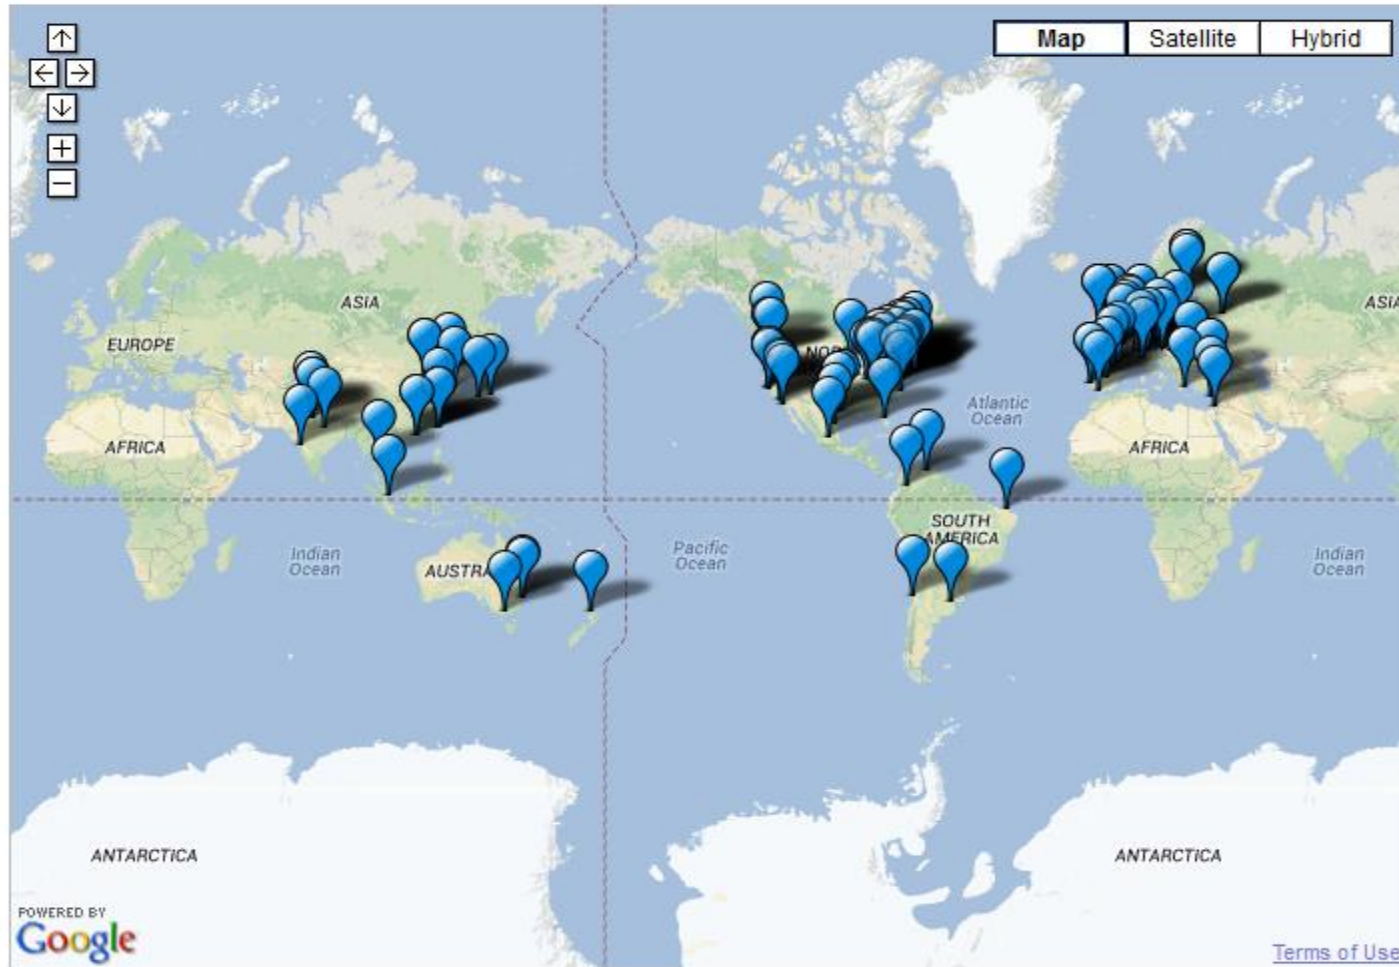 Map
Satellite
Hybrid
ASIA
ASIA
EUROPE
Atlantic
Ocean
AFRICA
AFRICA
SOUTH
AMERICA
Indian
Ocean
Pacific
Ocean
Indian
Ocean
AUSTRA
ANTARCTICA
ANTARCTICA
POWERED BY
Google
Terms of Use